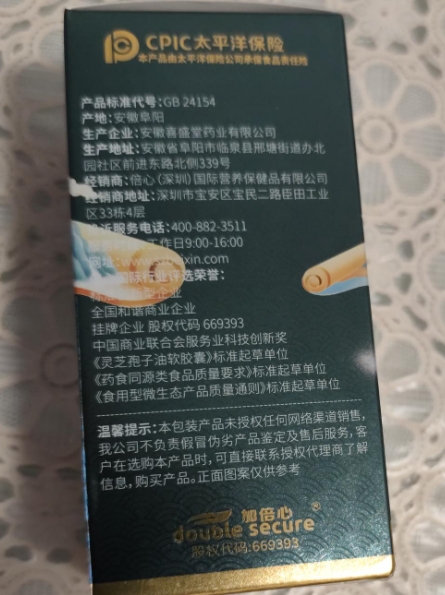 CPIC太平洋保险
本产品由太平洋保险公司承保食品责任险
产品标准代号:GB 24154
产地:安徽阜阳
生产企业:安徽喜盛堂药业有限公司
生产地址:安徽省阜阳市临泉县邢塘街道办北
园社区前进东路北侧339号
经销商:倍心(深圳)国际营养保健品有限公司
经销商地址:深圳市宝安区宝民二路臣田工业
区33栋4层
服务电话:400-882-3511
工作日9:00-16:00
网址:
国际行业评选荣誉:
企业
全国和谐商业企业
挂牌企业 股权代码 669393
中国商业联合会服务业科技创新奖
《灵芝孢子油软胶囊》标准起草单位
《药食同源类食品质量要求》标准起草单位
《食用型微生态产品质量通则》标准起草单位
温馨提示:本包装产品未授权任何网络渠道销售,
我公司不负责假冒伪劣产品鉴定及售后服务,客
户在选购本产品时,可直接联系授权代理商了解
信息,购买产品。正面图案仅供参考
加倍心®
double secure
股权代码:669393